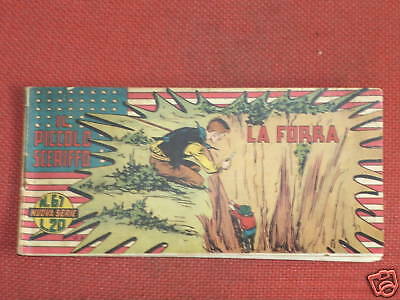 IL
PICCOLO
SCERIFFO
LA FORRA
N. 67
NUOVA SERIE
L. 20